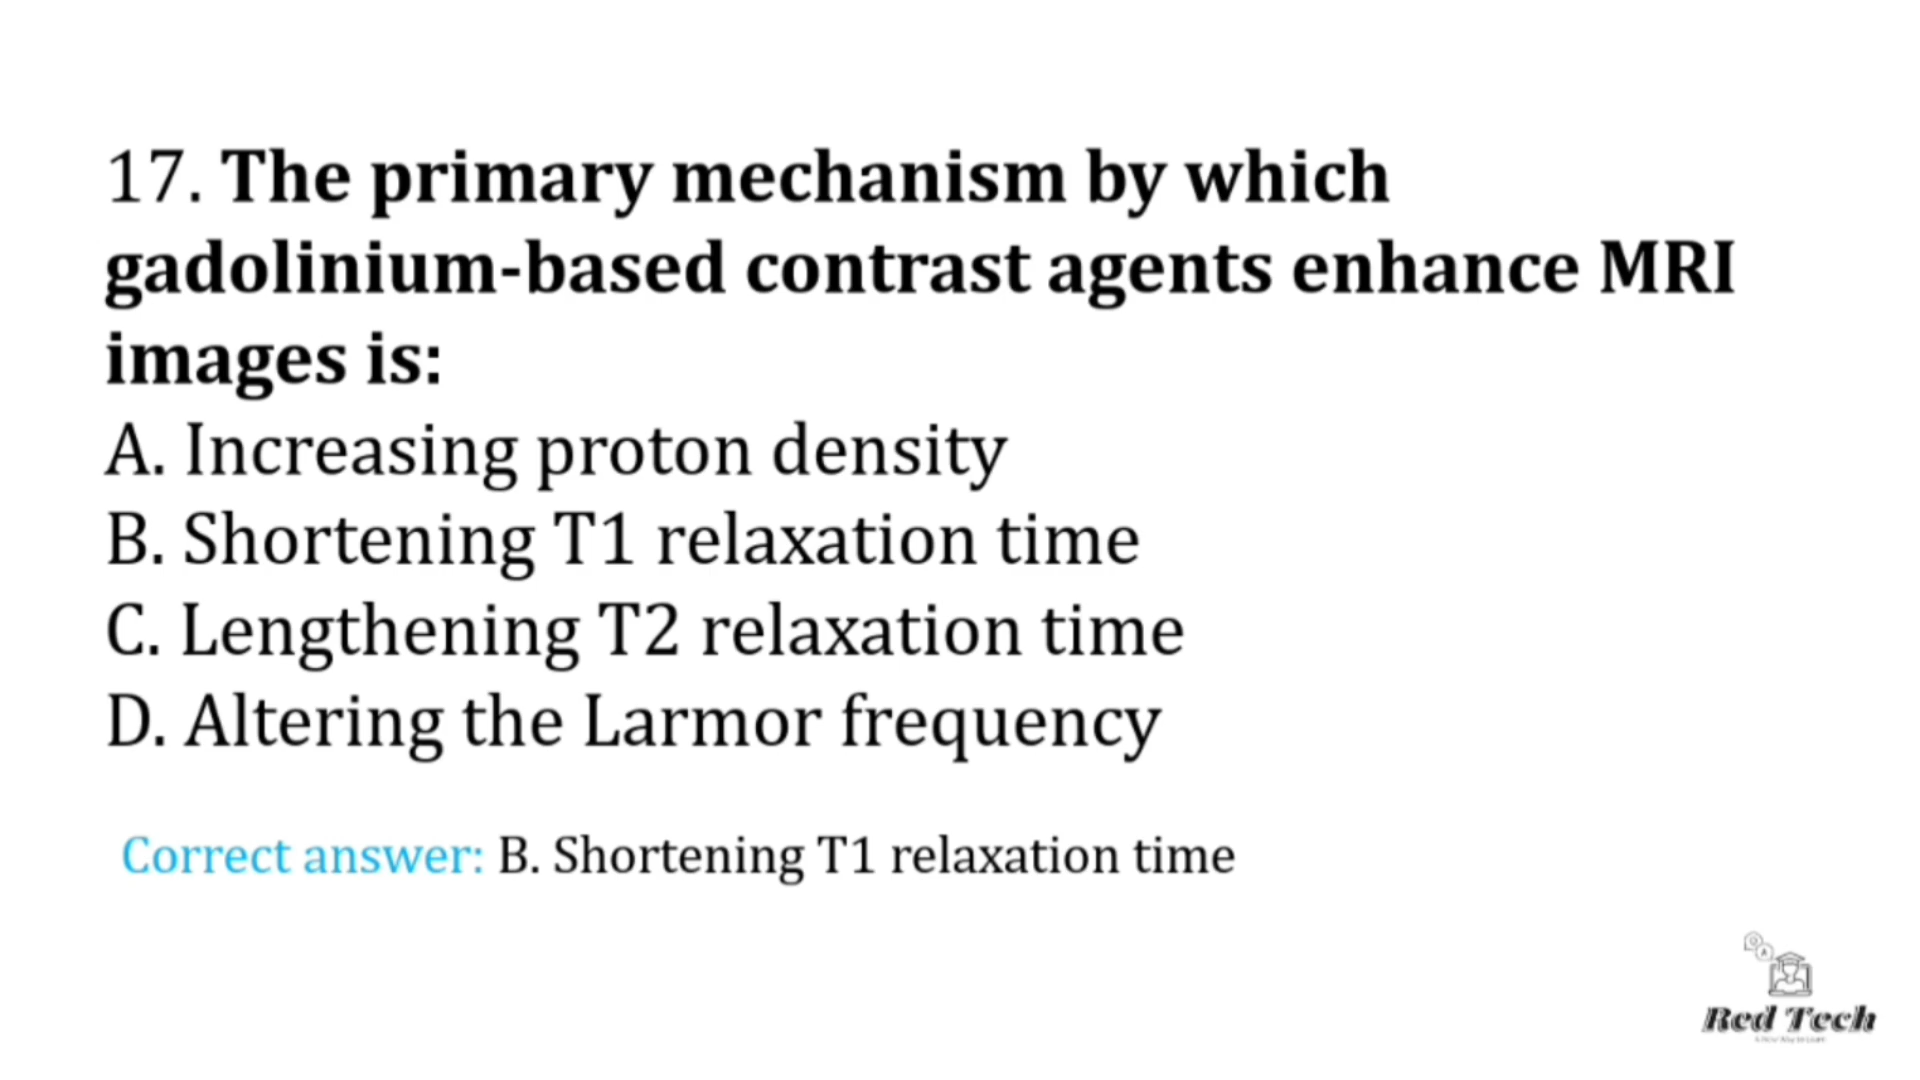 17. The primary mechanism by which
gadolinium-based contrast agents enhance MRI
images is:
A. Increasing proton density
B. Shortening T1 relaxation time
C. Lengthening T2 relaxation time
D. Altering the Larmor frequency
Correct answer: B. Shortening T1 relaxation time
Q
A
Red Tech